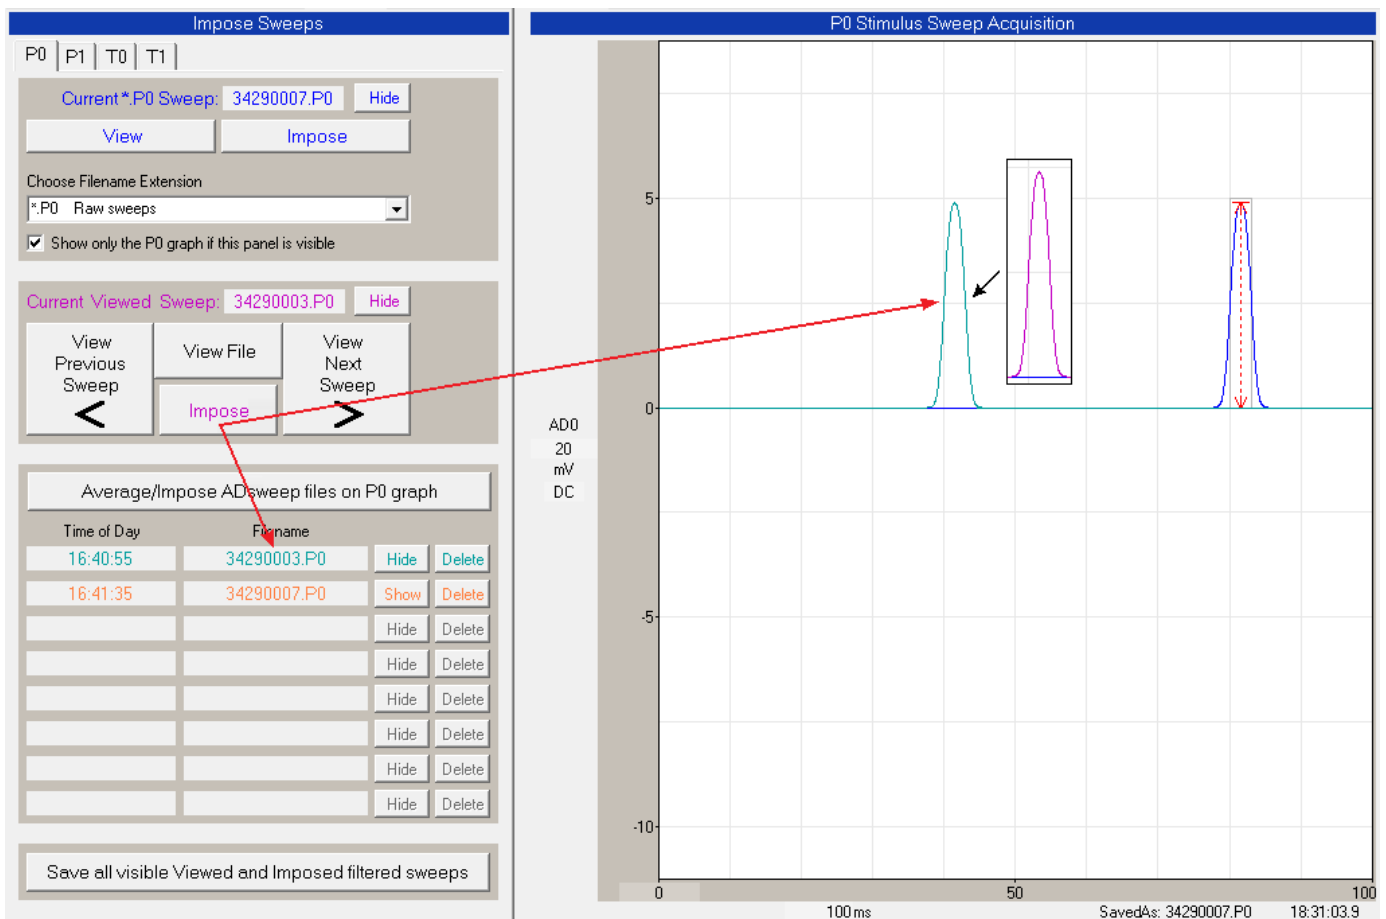 Impose Sweeps
P0 P1 T0 T1
Current *.P0 Sweep: 34290007.P0 Hide
View Impose
Choose Filename Extension
*.P0 Raw sweeps
Show only the P0 graph if this panel is visible
Current Viewed Sweep: 34290003.P0 Hide
View
Previous
Sweep
<
View File
Impose
View
Next
Sweep
>
Average/Impose ADsweep files on P0 graph
Time of Day Filename
16:40:55 34290003.P0 Hide Delete
16:41:35 34290007.P0 Show Delete
Hide Delete
Hide Delete
Hide Delete
Hide Delete
Hide Delete
Hide Delete
Save all visible Viewed and Imposed filtered sweeps
P0 Stimulus Sweep Acquisition
5
0
-5
-10
AD0
20
mV
DC
0 50 100
100 ms SavedAs: 34290007.P0 18:31:03.9